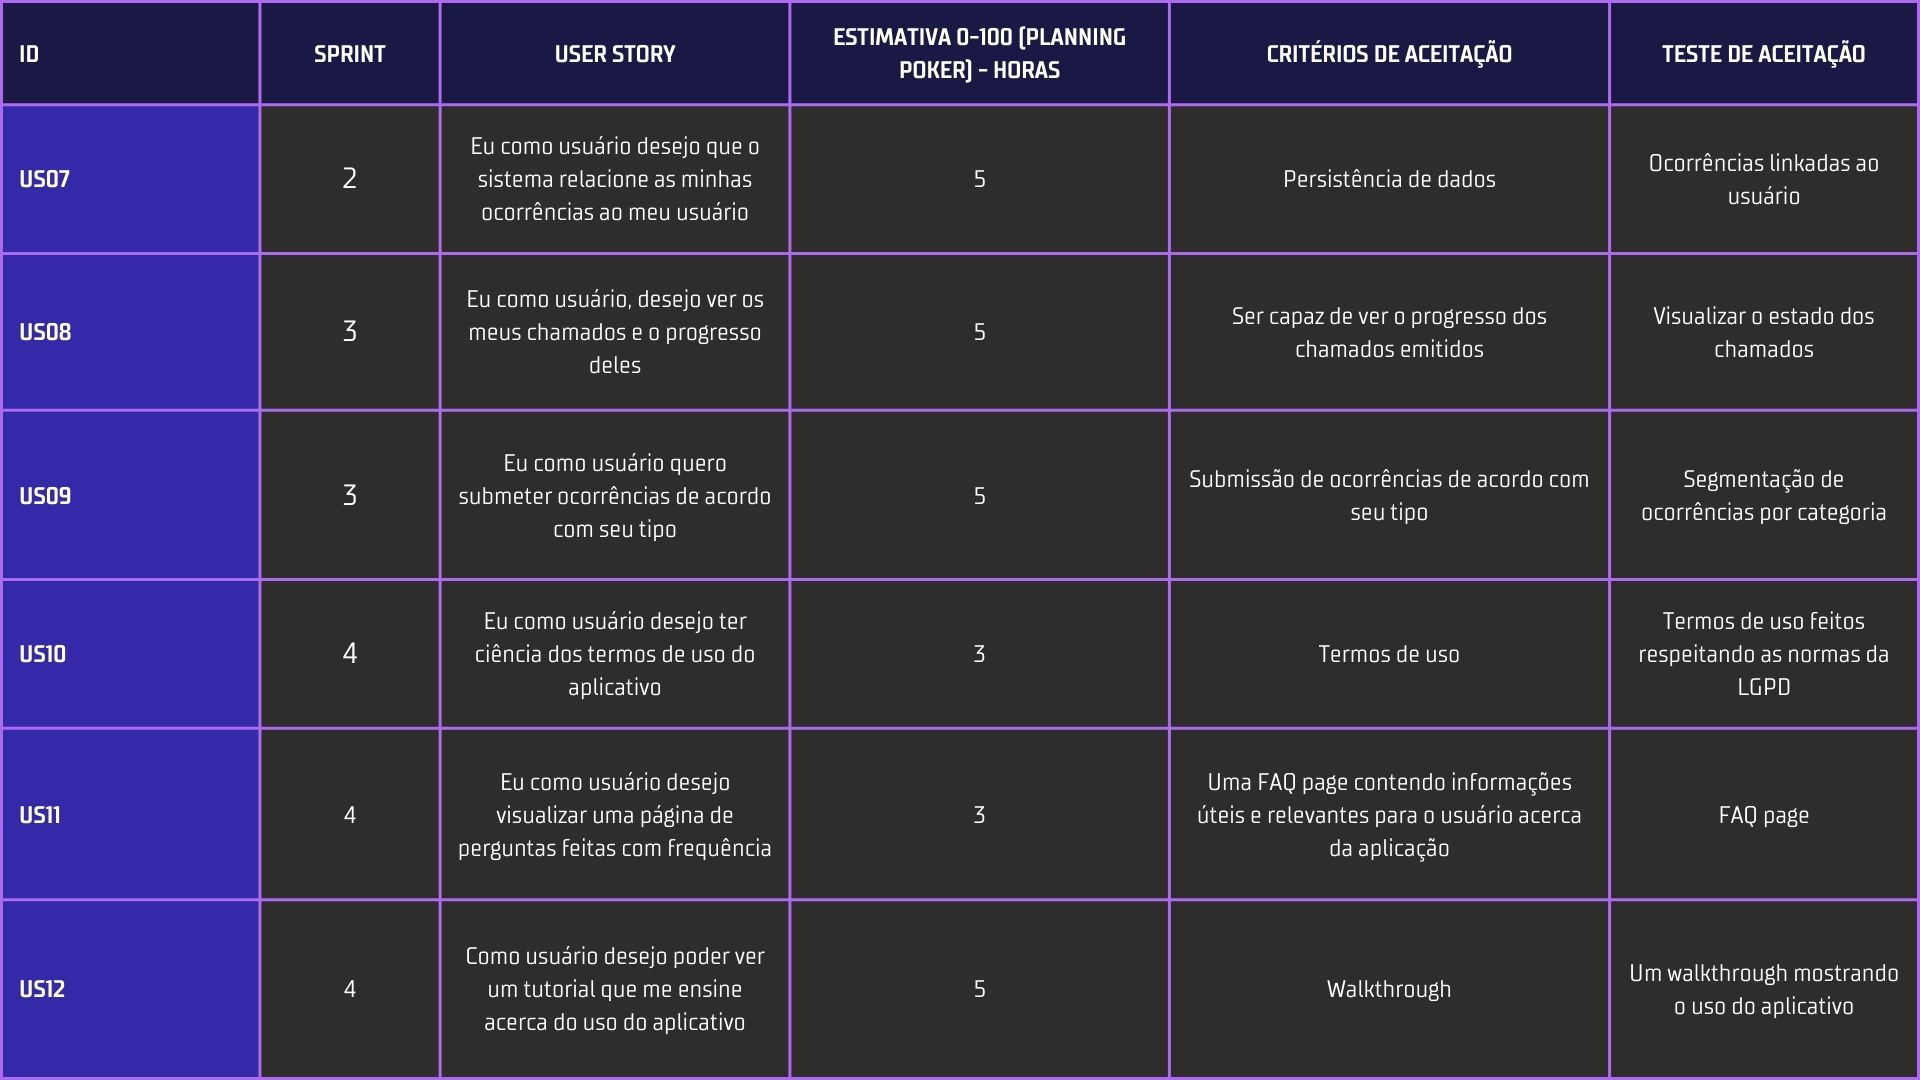 ID
SPRINT
USER STORY
ESTIMATIVA 0-100 (PLANNING
POKER) - HORAS
CRITÉRIOS DE ACEITAÇÃO
TESTE DE ACEITAÇÃO
US07
2
Eu como usuário desejo que o
sistema relacione as minhas
ocorrências ao meu usuário
5
Persistência de dados
Ocorrências linkadas ao
usuário
US08
3
Eu como usuário, desejo ver os
meus chamados e o progresso
deles
5
Ser capaz de ver o progresso dos
chamados emitidos
Visualizar o estado dos
chamados
US09
3
Eu como usuário quero
submeter ocorrências de acordo
com seu tipo
5
Submissão de ocorrências de acordo com
seu tipo
Segmentação de
ocorrências por categoria
US10
4
Eu como usuário desejo ter
ciência dos termos de uso do
aplicativo
3
Termos de uso
Termos de uso feitos
respeitando as normas da
LGPD
US11
4
Eu como usuário desejo
visualizar uma página de
perguntas feitas com frequência
3
Uma FAQ page contendo informações
úteis e relevantes para o usuário acerca
da aplicação
FAQ page
US12
4
Como usuário desejo poder ver
um tutorial que me ensine
acerca do uso do aplicativo
5
Walkthrough
Um walkthrough mostrando
o uso do aplicativo